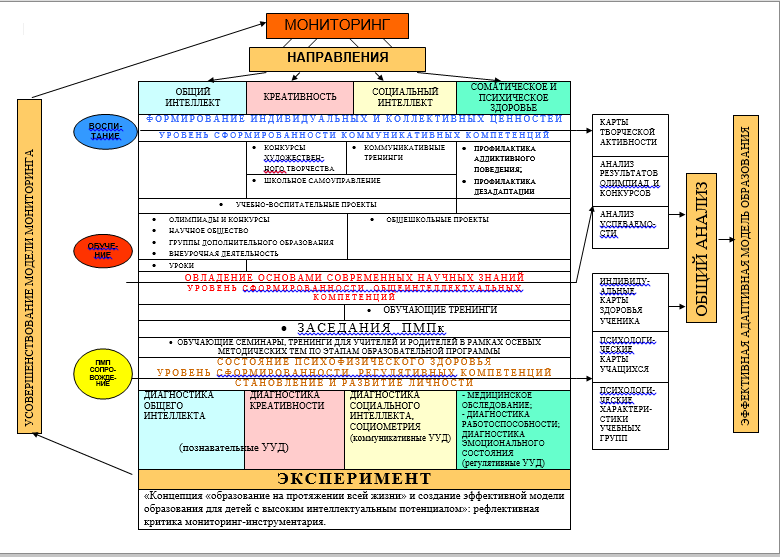 МОНИТОРИНГ
НАПРАВЛЕНИЯ
ОБЩИЙ
ИНТЕЛЛЕКТ
КРЕАТИВНОСТЬ
СОЦИАЛЬНЫЙ
ИНТЕЛЛЕКТ
СОМАТИЧЕСКОЕ И
ПСИХИЧЕСКОЕ
ЗДОРОВЬЕ
УСОВЕРШЕНСТВОВАНИЕ МОДЕЛИ МОНИТОРИНГА
ВОСПИ-
ТАНИЕ
ФОРМИРОВАНИЕ ИНДИВИДУАЛЬНЫХ И КОЛЛЕКТИВНЫХ ЦЕННОСТЕЙ
УРОВЕНЬ СФОРМИРОВАННОСТИ КОММУНИКАТИВНЫХ КОМПЕТЕНЦИЙ
• КОНКУРСЫ
ХУДОЖЕСТВЕН-
НОГО ТВОРЧЕСТВА
• КОММУНИКАТИВНЫЕ
ТРЕНИНГИ
• ПРОФИЛАКТИКА
АДДИКТИВНОГО
ПОВЕДЕНИЯ;
• ПРОФИЛАКТИКА
ДЕЗАДАПТАЦИИ
• ШКОЛЬНОЕ САМОУПРАВЛЕНИЕ
• УЧЕБНО-ВОСПИТАТЕЛЬНЫЕ ПРОЕКТЫ
ОБУЧЕ-
НИЕ
• ОЛИМПИАДЫ И КОНКУРСЫ
• НАУЧНОЕ ОБЩЕСТВО
• ГРУППЫ ДОПОЛНИТЕЛЬНОГО ОБРАЗОВАНИЯ
• ВНЕУРОЧНАЯ ДЕЯТЕЛЬНОСТЬ
• ОБЩЕШКОЛЬНЫЕ ПРОЕКТЫ
• УРОКИ
ОВЛАДЕНИЕ ОСНОВАМИ СОВРЕМЕННЫХ НАУЧНЫХ ЗНАНИЙ
УРОВЕНЬ СФОРМИРОВАННОСТИ ОБЩЕИНТЕЛЛЕКТУАЛЬНЫХ
КОМПЕТЕНЦИЙ
• ОБУЧАЮЩИЕ ТРЕНИНГИ
• ЗАСЕДАНИЯ ПМПк
• ОБУЧАЮЩИЕ СЕМИНАРЫ, ТРЕНИНГИ ДЛЯ УЧИТЕЛЕЙ И РОДИТЕЛЕЙ В РАМКАХ ОСЕВЫХ
МЕТОДИЧЕСКИХ ТЕМ ПО ЭТАПАМ ОБРАЗОВАТЕЛЬНОЙ ПРОГРАММЫ
ПМП
СОПРО-
ВОЖДЕ-
НИЕ
СОСТОЯНИЕ ПСИХОФИЗИЧЕСКОГО ЗДОРОВЬЯ
УРОВЕНЬ СФОРМИРОВАННОСТИ РЕГУЛЯТИВНЫХ КОМПЕТЕНЦИЙ
СТАНОВЛЕНИЕ И РАЗВИТИЕ ЛИЧНОСТИ
ДИАГНОСТИКА
ОБЩЕГО
ИНТЕЛЛЕКТА
ДИАГНОСТИКА
КРЕАТИВНОСТИ
(познавательные УУД)
ДИАГНОСТИКА
СОЦИАЛЬНОГО
ИНТЕЛЛЕКТА,
СОЦИОМЕТРИЯ
(коммуникативные УУД)
- МЕДИЦИНСКОЕ
ОБСЛЕДОВАНИЕ;
- ДИАГНОСТИКА
РАБОТОСПОСОБНОСТИ;
ДИАГНОСТИКА
ЭМОЦИОНАЛЬНОГО
СОСТОЯНИЯ
(регулятивные УУД)
ЭКСПЕРИМЕНТ
«Концепция «образование на протяжении всей жизни» и создание эффективной модели
образования для детей с высоким интеллектуальным потенциалом»: рефлективная
критика мониторинг-инструментария.
КАРТЫ
ТВОРЧЕСКОЙ
АКТИВНОСТИ
АНАЛИЗ
РЕЗУЛЬТАТОВ
ОЛИМПИАД И
КОНКУРСОВ
АНАЛИЗ
УСПЕВАЕМО-
СТИ
ИНДИВИДУ-
АЛЬНЫЕ
КАРТЫ
ЗДОРОВЬЯ
УЧЕНИКА
ПСИХОЛОГИ-
ЧЕСКИЕ
КАРТЫ
УЧАЩИХСЯ
ПСИХОЛОГИ-
ЧЕСКИЕ
ХАРАКТЕРИ-
СТИКИ
УЧЕБНЫХ
ГРУПП
ОБЩИЙ АНАЛИЗ
ЭФФЕКТИВНАЯ АДАПТИВНАЯ МОДЕЛЬ ОБРАЗОВАНИЯ